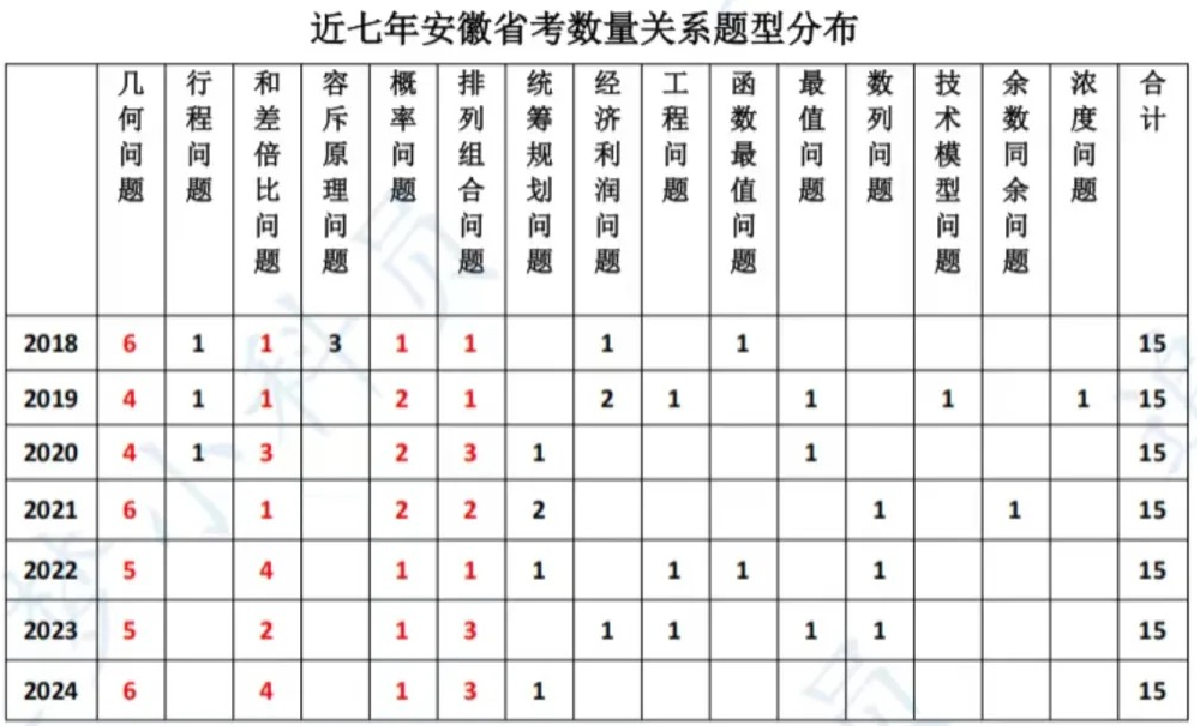 近七年安徽省考数量关系题型分布
几何问题 行程问题 和差倍比问题 容斥原理问题 概率问题 排列组合问题 统筹规划问题 经济利润问题 工程问题 函数最值问题 最值问题 数列问题 技术模型问题 余数同余问题 浓度问题 合计
2018 6 1 1 3 1 1 1 1 15
2019 4 1 1 2 1 2 1 1 1 1 15
2020 4 1 3 2 3 1 1 15
2021 6 1 2 2 2 1 1 15
2022 5 4 1 1 1 1 1 1 15
2023 5 2 1 3 1 1 1 1 15
2024 6 4 1 3 1 15